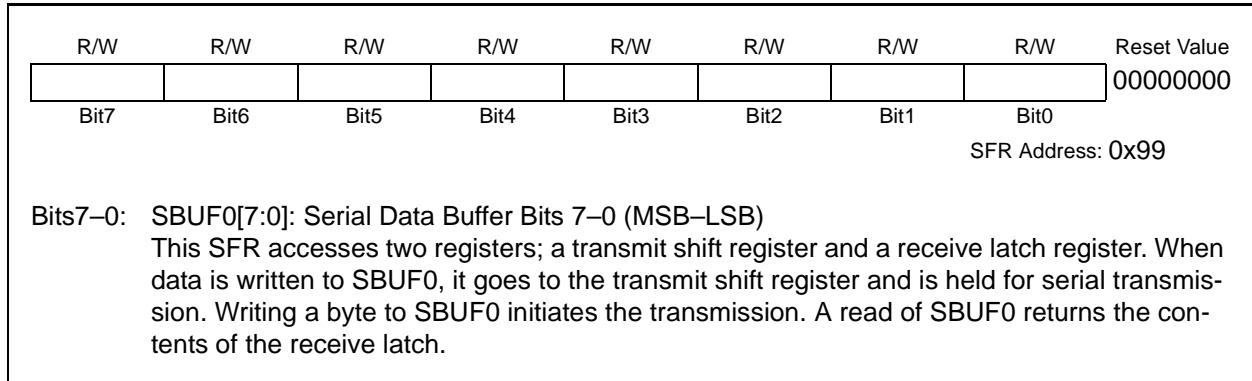 R/W R/W R/W R/W R/W R/W R/W R/W Reset Value
00000000
Bit7 Bit6 Bit5 Bit4 Bit3 Bit2 Bit1 Bit0
SFR Address: 0x99
Bits7–0: SBUF0[7:0]: Serial Data Buffer Bits 7–0 (MSB–LSB)
This SFR accesses two registers; a transmit shift register and a receive latch register. When
data is written to SBUF0, it goes to the transmit shift register and is held for serial transmis-
sion. Writing a byte to SBUF0 initiates the transmission. A read of SBUF0 returns the con-
tents of the receive latch.